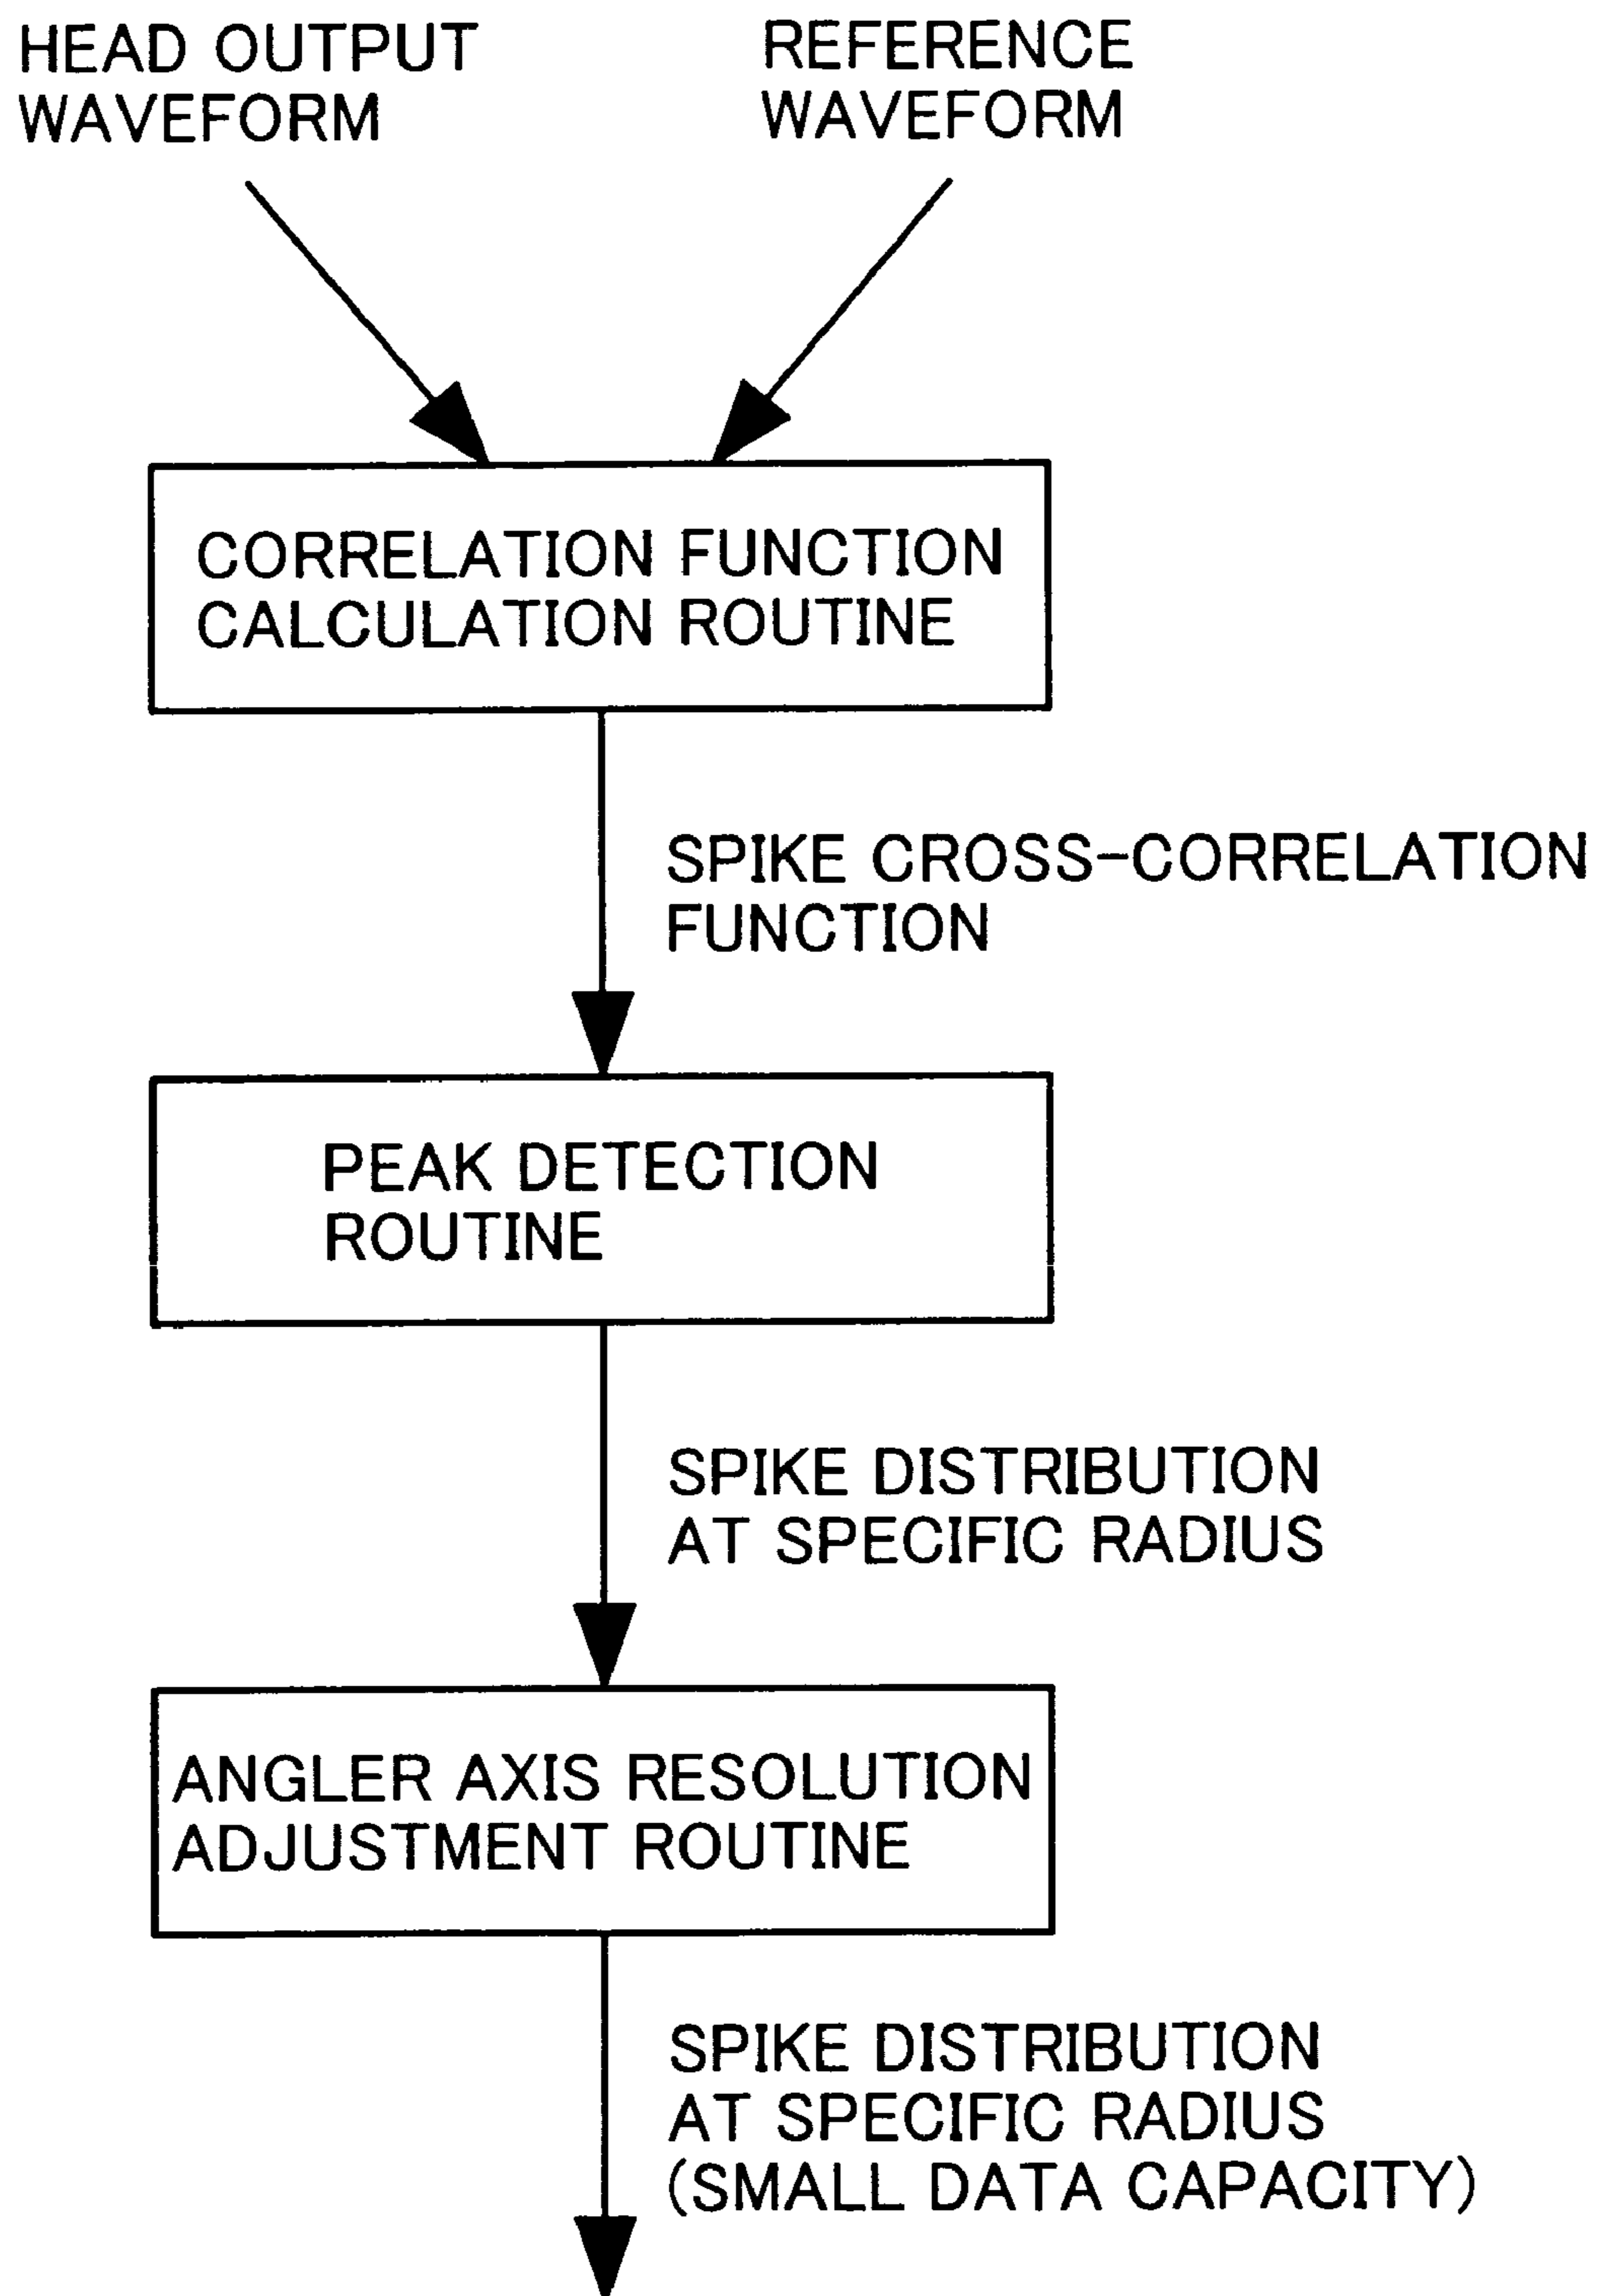 HEAD OUTPUT
WAVEFORM
REFERENCE
WAVEFORM
CORRELATION FUNCTION
CALCULATION ROUTINE
SPIKE CROSS-CORRELATION
FUNCTION
PEAK DETECTION
ROUTINE
SPIKE DISTRIBUTION
AT SPECIFIC RADIUS
ANGLER AXIS RESOLUTION
ADJUSTMENT ROUTINE
SPIKE DISTRIBUTION
AT SPECIFIC RADIUS
(SMALL DATA CAPACITY)